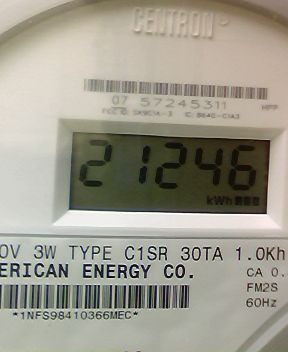 CENTRON
07 57245311
21246
kWh
0V 3W TYPE C1SR 30TA 1.0Kh
ERICAN ENERGY CO.
CA 0.
FM2S
60Hz
*1NFS98410366MEC*